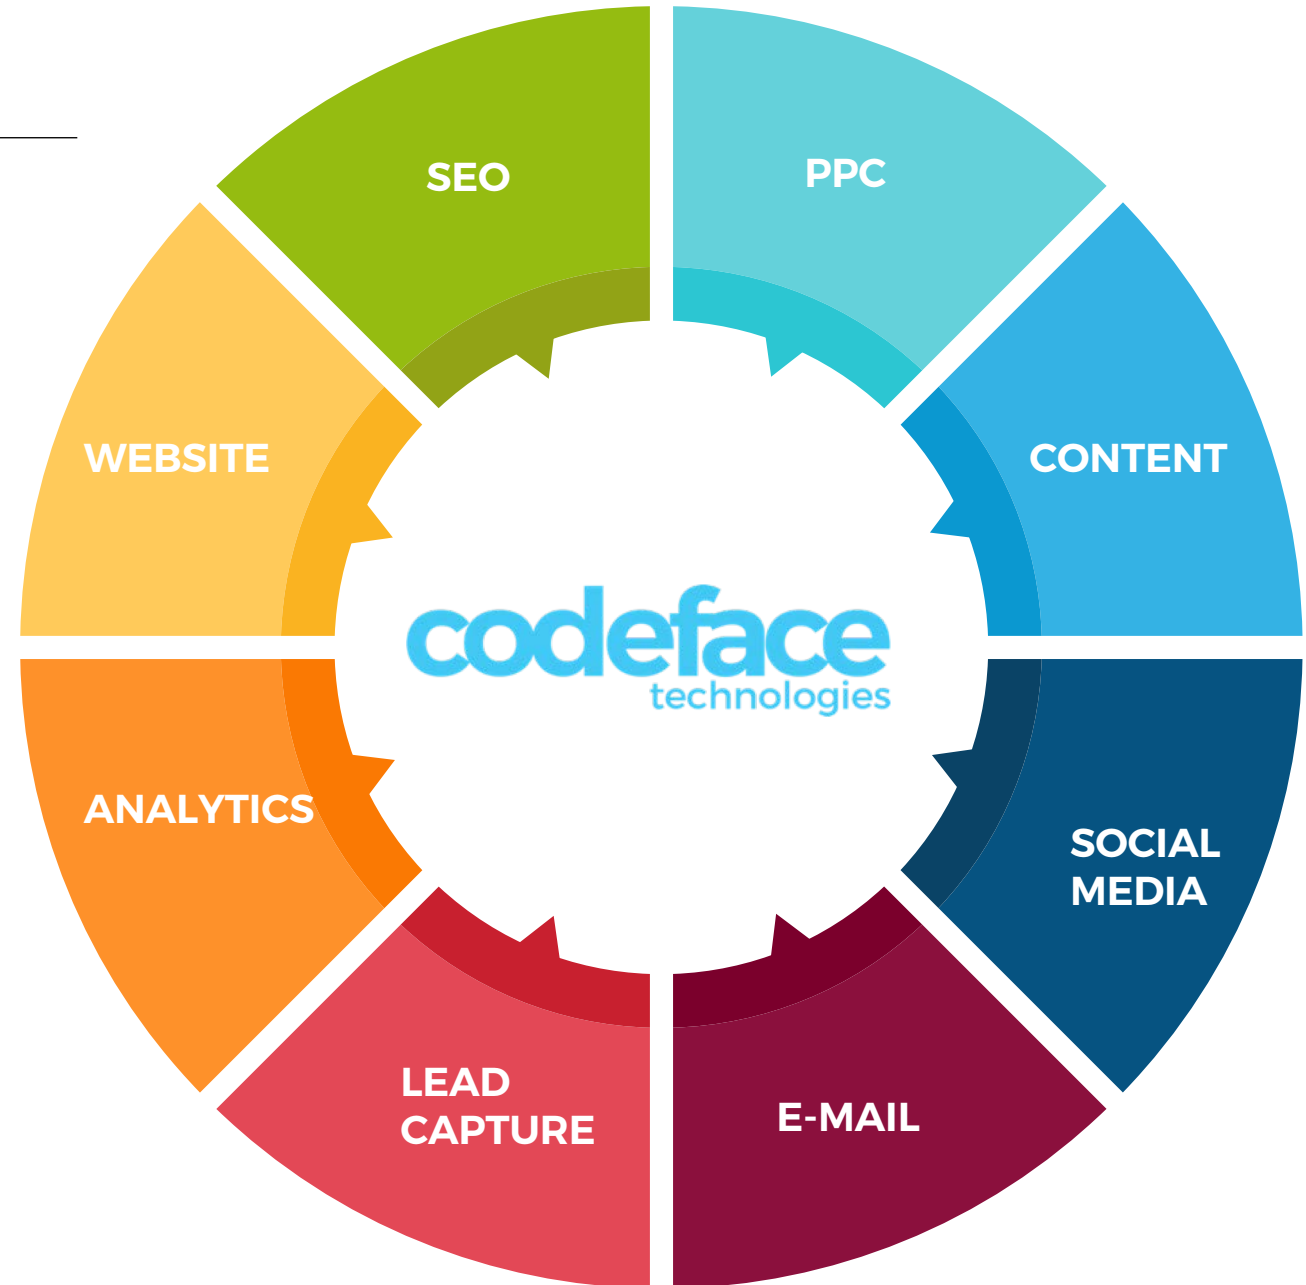 SEO
PPC
WEBSITE
CONTENT
codeface
technologies
ANALYTICS
SOCIAL
MEDIA
LEAD
CAPTURE
E-MAIL